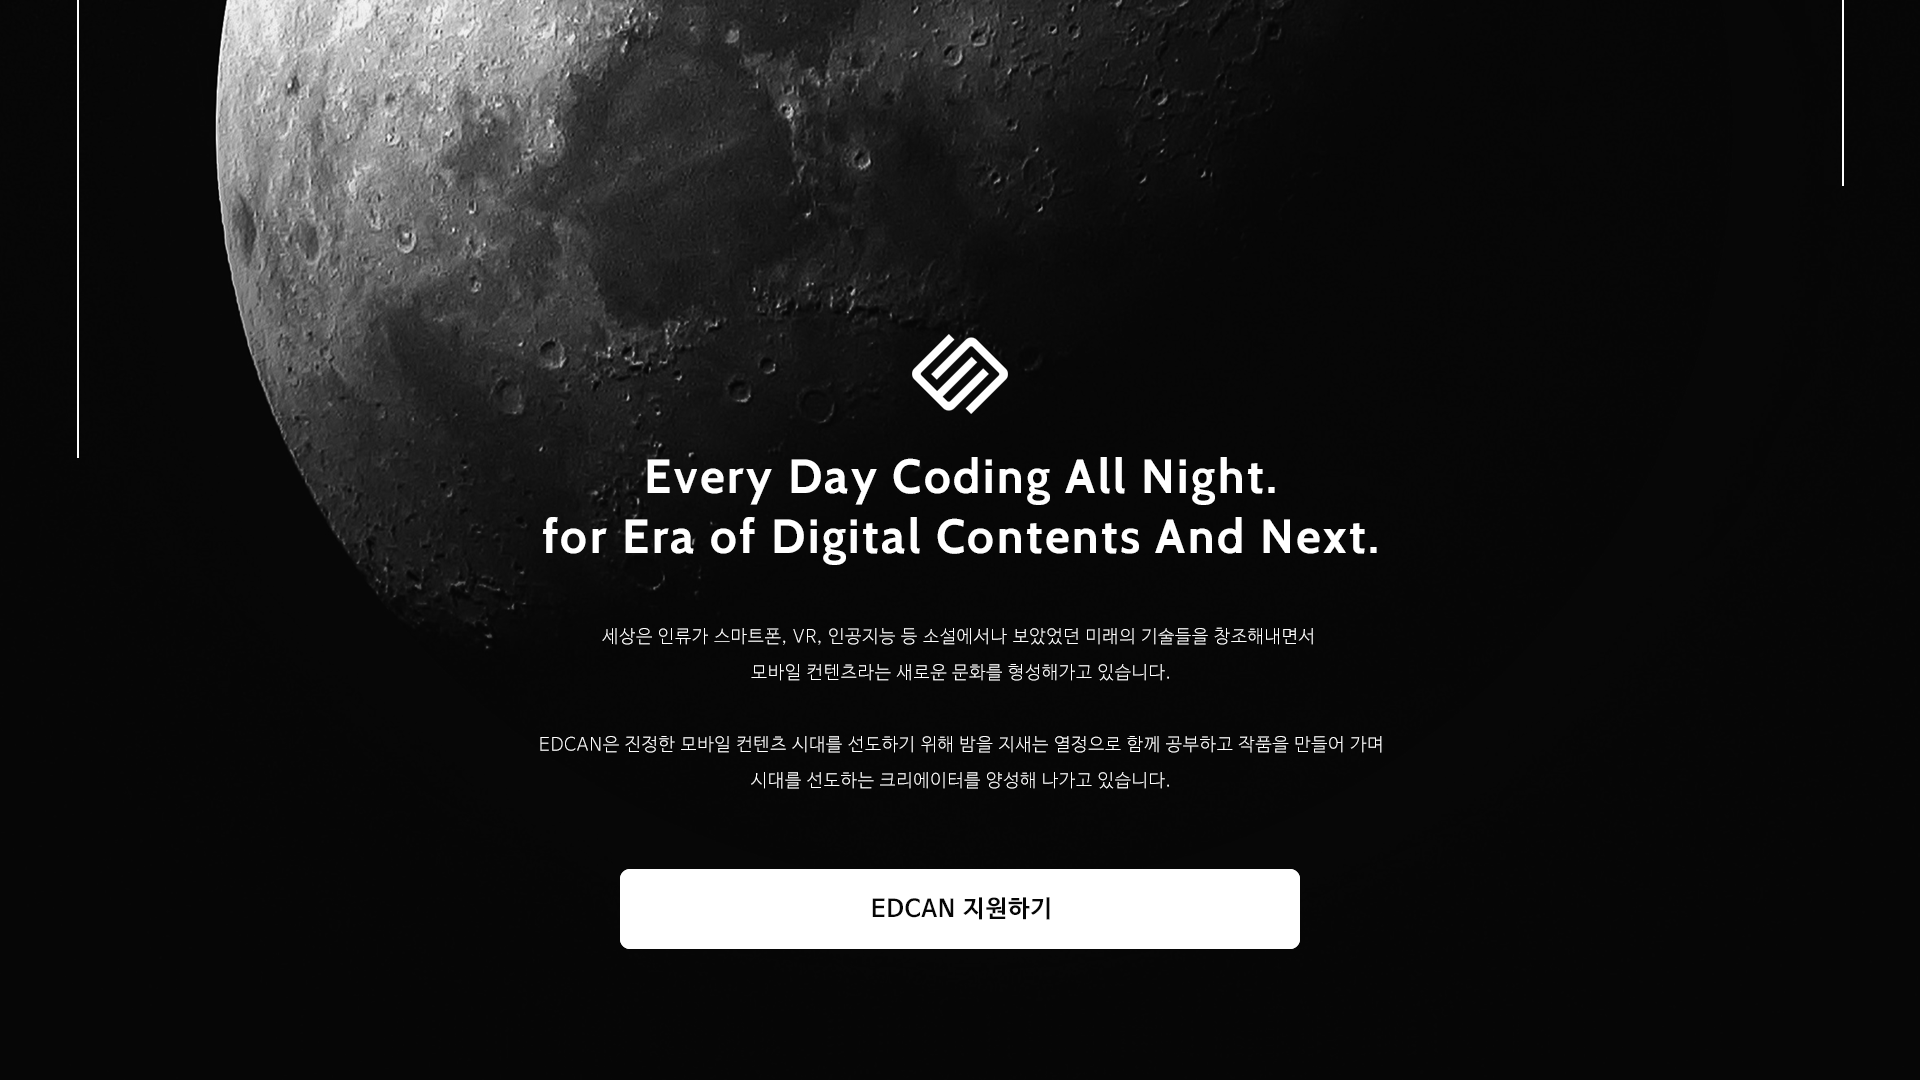 Every Day Coding All Night.
for Era of Digital Contents And Next.
세상은 인류가 스마트폰, VR, 인공지능 등 소설에서나 보았었던 미래의 기술들을 창조해내면서
모바일 컨텐츠라는 새로운 문화를 형성해가고 있습니다.
EDCAN은 진정한 모바일 컨텐츠 시대를 선도하기 위해 밤을 지새는 열정으로 함께 공부하고 작품을 만들어 가며
시대를 선도하는 크리에이터를 양성해 나가고 있습니다.
EDCAN 지원하기